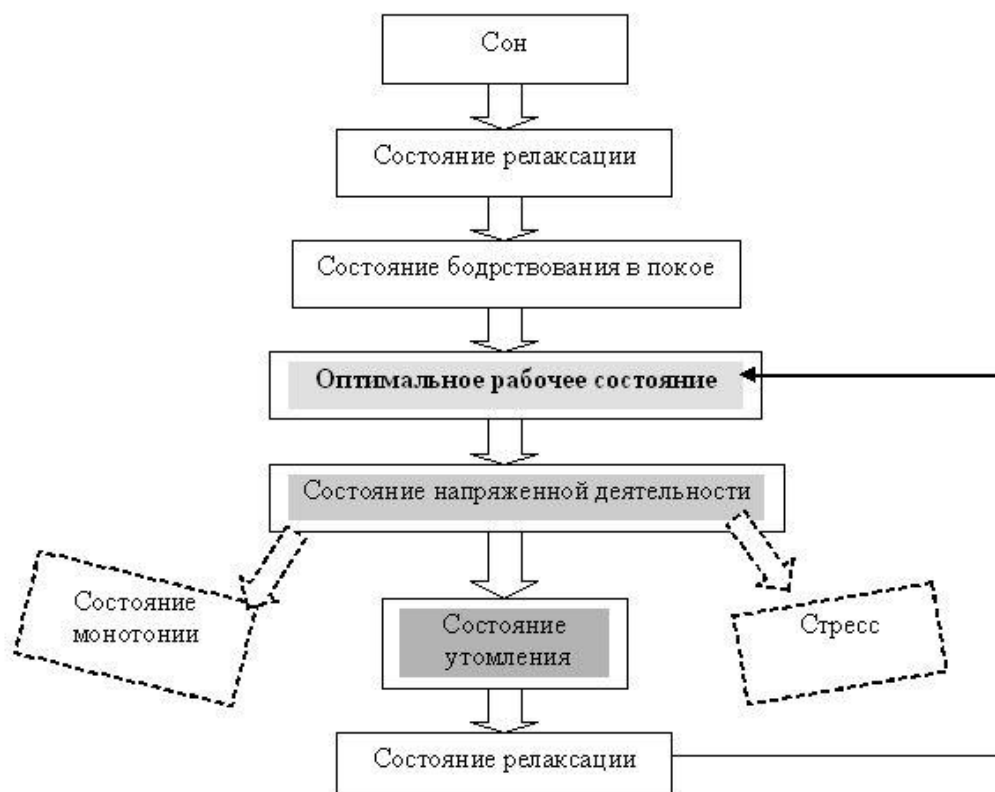 Сон
Состояние релаксации
Состояние бодрствования в покое
Оптимальное рабочее состояние
Состояние напряженной деятельности
Состояние
монотонии
Состояние
утомления
Стресс
Состояние релаксации